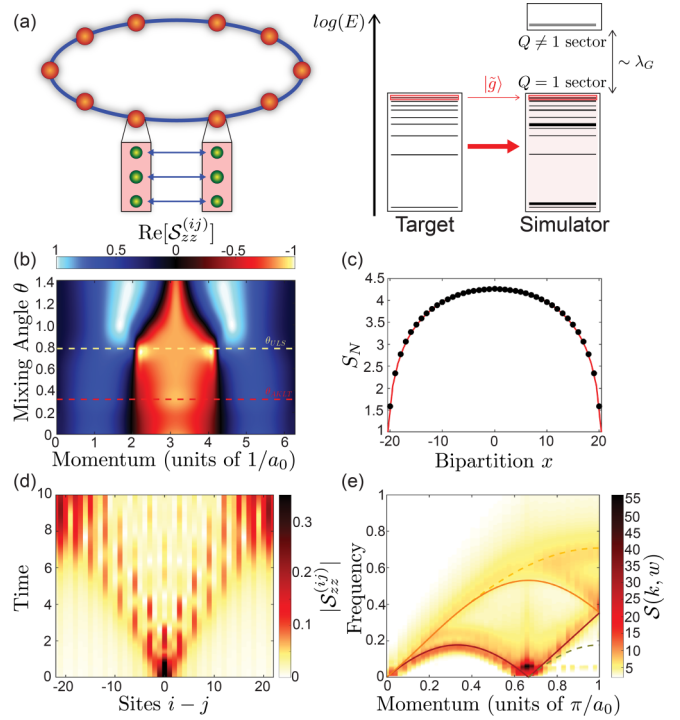 (a)
log(E)
Q ≠ 1 sector
Q = 1 sector
∼ λ_G
|g̃⟩
Target
Simulator
Re[𝒮_zz^(ij)]
1 0.5 0 -0.5 -1
(b)
Mixing Angle θ
1.4
1.2
1.0
0.8
0.6
0.4
0.2
0
θ_ULS
0 1 2 3 4 5 6
Momentum (units of 1/a₀)
(c)
S_N
4.5
4
3.5
3
2.5
2
1.5
1
-20 -10 0 10 20
Bipartition x
(d)
Time
10
8
6
4
2
0
-20 -10 0 10 20
Sites i − j
0.3
0.2
0.1
0
|𝒮_zz^(ij)|
(e)
Frequency
1
0.8
0.6
0.4
0.2
0
0 0.2 0.4 0.6 0.8 1
Momentum (units of π/a₀)
55
50
45
40
35
30
25
20
15
10
5
𝒮(k, w)